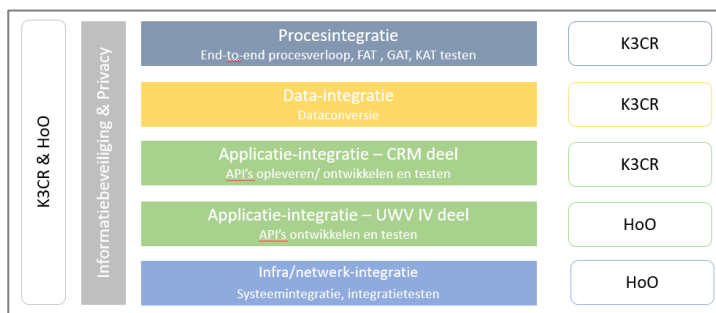 K3CR & HoO
Informatiebeveiliging & Privacy
Procesintegratie
End-to-end procesverloop, FAT , GAT, KAT testen
K3CR
Data-integratie
Dataconversie
K3CR
Applicatie-integratie – CRM deel
API's opleveren/ ontwikkelen en testen
K3CR
Applicatie-integratie – UWV IV deel
API's ontwikkelen en testen
HoO
Infra/netwerk-integratie
Systeemintegratie, integratietesten
HoO